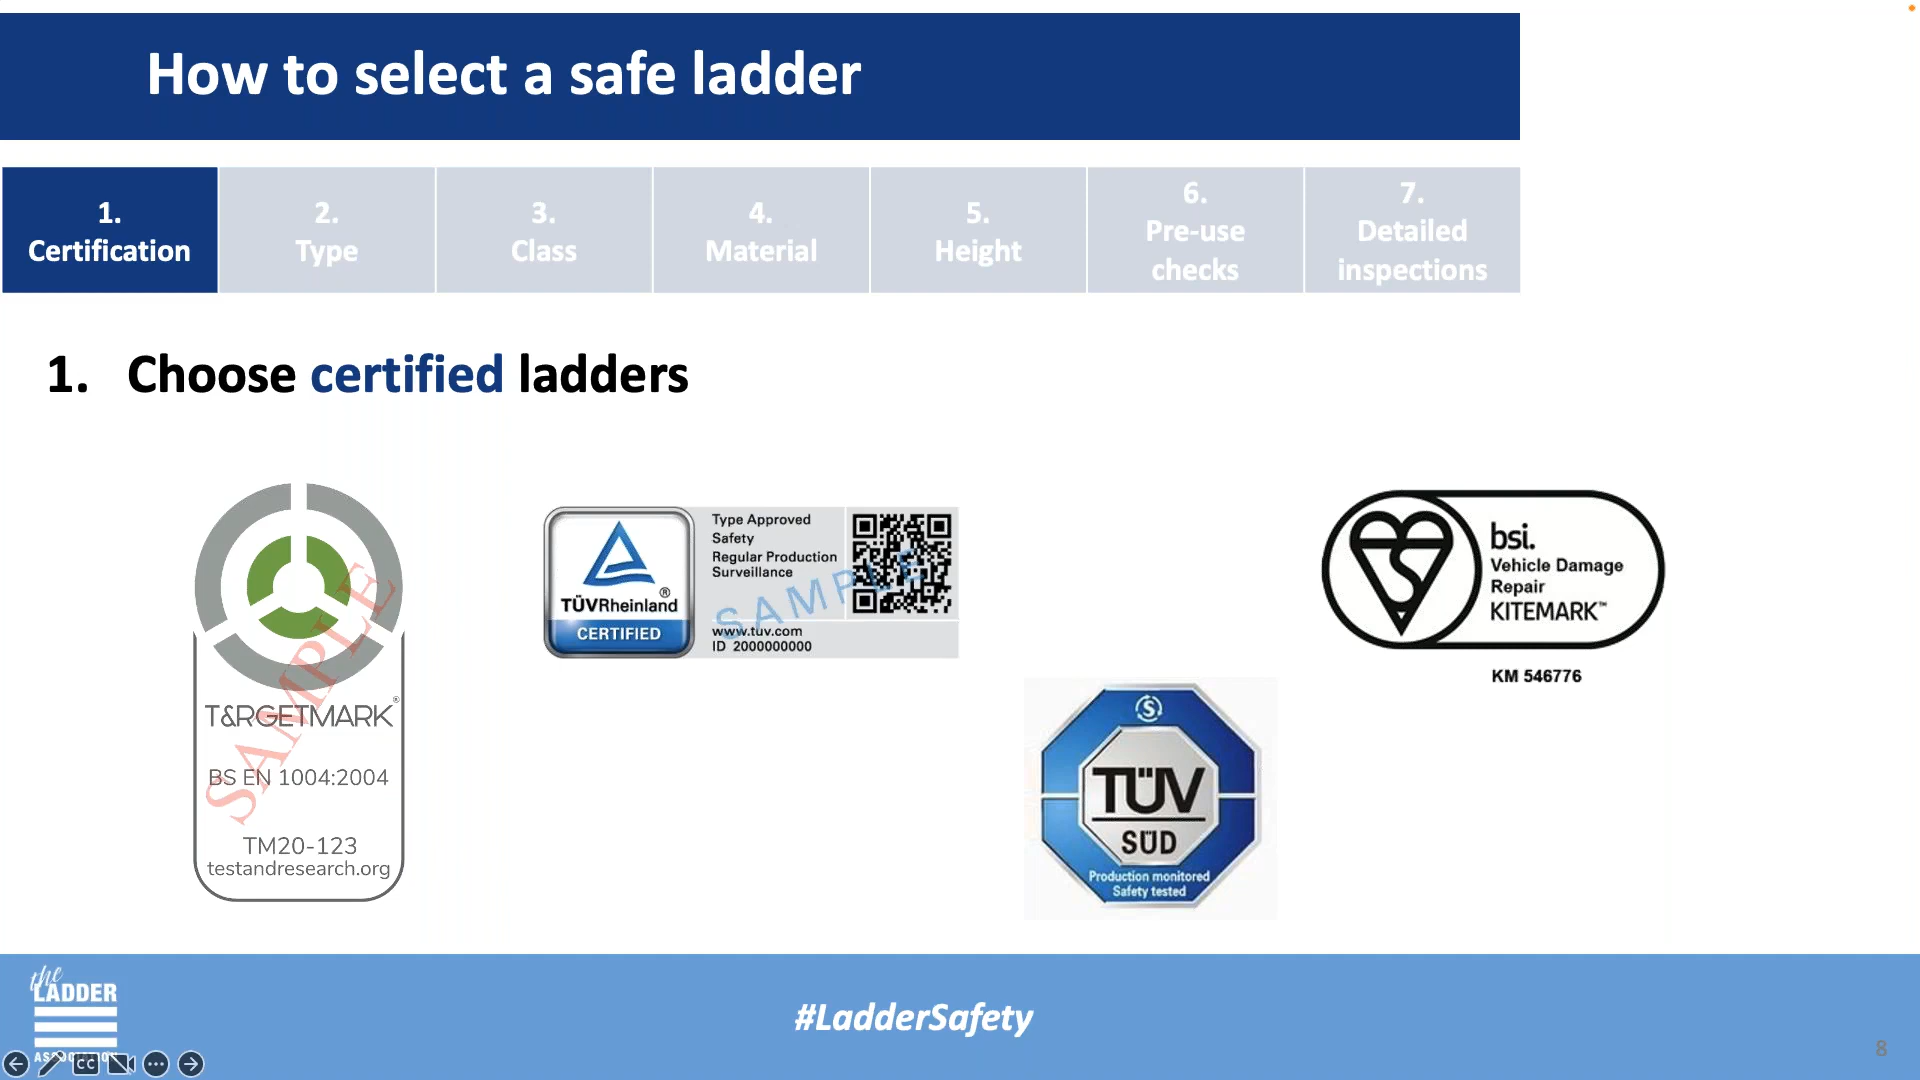 How to select a safe ladder
1.
Certification
2.
Type
3.
Class
4.
Material
5.
Height
6.
Pre-use
checks
7.
Detailed
inspections
1. Choose certified ladders
T&RGETMARK®
BS EN 1004:2004
TM20-123
testandresearch.org
SAMPLE
TÜVRheinland®
CERTIFIED
Type Approved
Safety
Regular Production
Surveillance
www.tuv.com
ID 2000000000
SAMPLE
TÜV
SÜD
Production monitored
Safety tested
bsi.
Vehicle Damage
Repair
KITEMARK™
KM 546776
the
LADDER
ASSOCIATION
#LadderSafety
8
CC